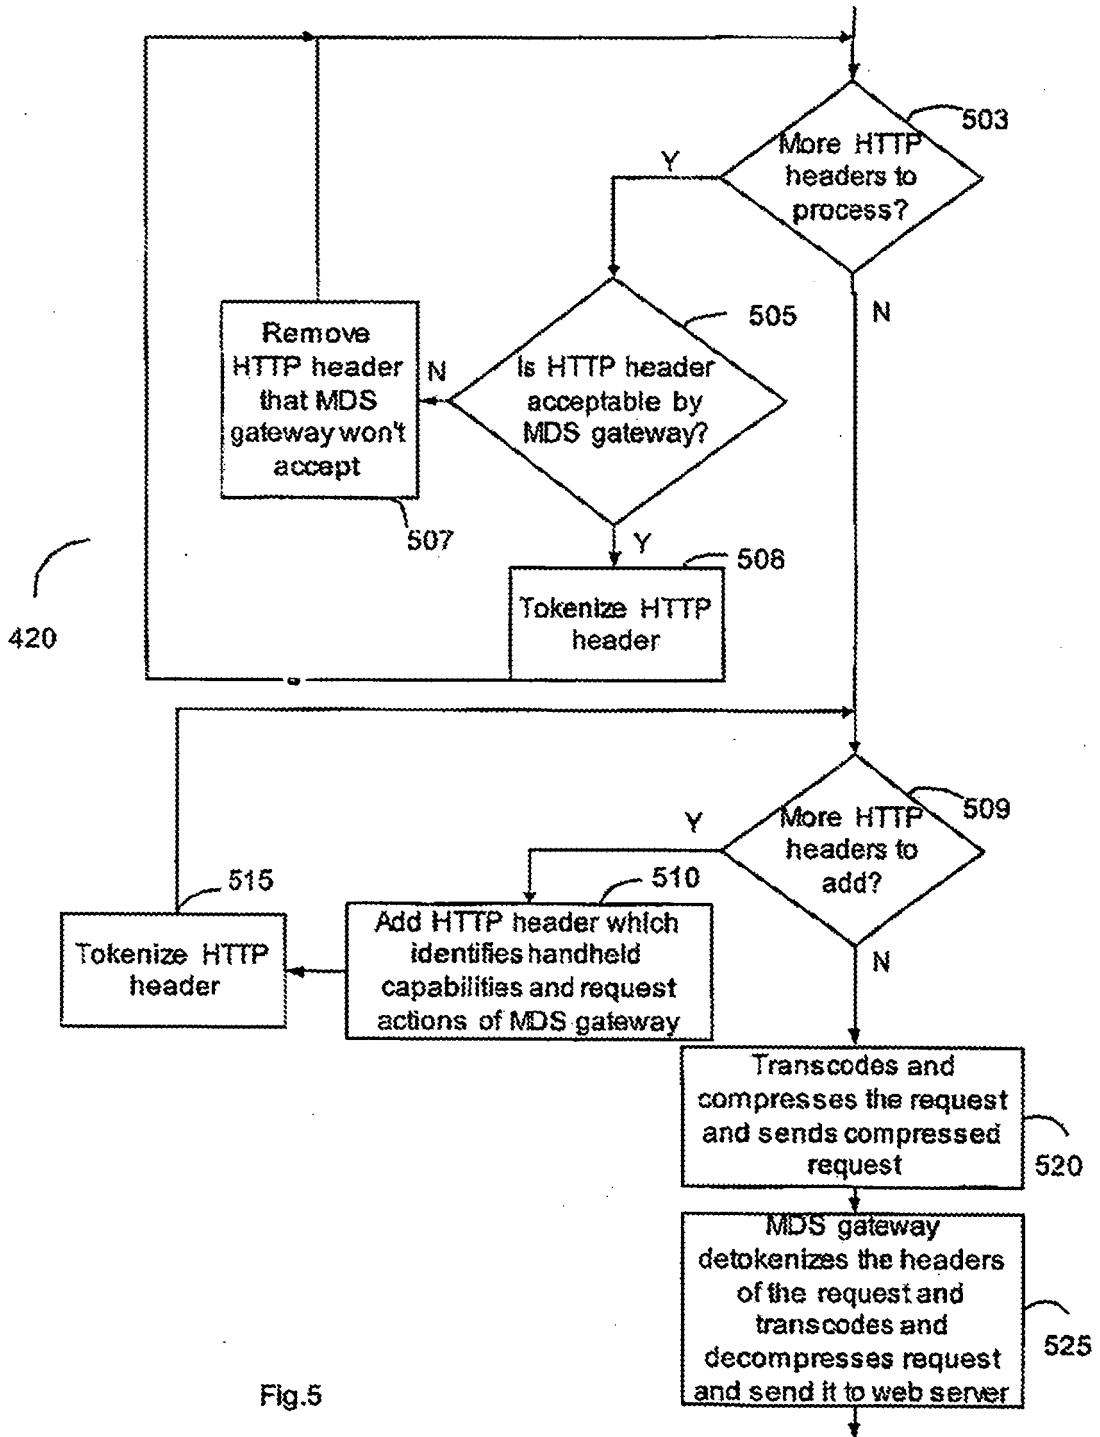 503
More HTTP
headers to
process?
Y
N
505
Is HTTP header
acceptable by
MDS gateway?
N
Remove
HTTP header
that MDS
gateway won't
accept
507
Y
508
Tokenize HTTP
header
420
509
More HTTP
headers to
add?
Y
N
510
Add HTTP header which
identifies handheld
capabilities and request
actions of MDS gateway
515
Tokenize HTTP
header
Transcodes and
compresses the request
and sends compressed
request
520
MDS gateway
detokenizes the headers
of the request and
transcodes and
decompresses request
and send it to web server
525
Fig.5